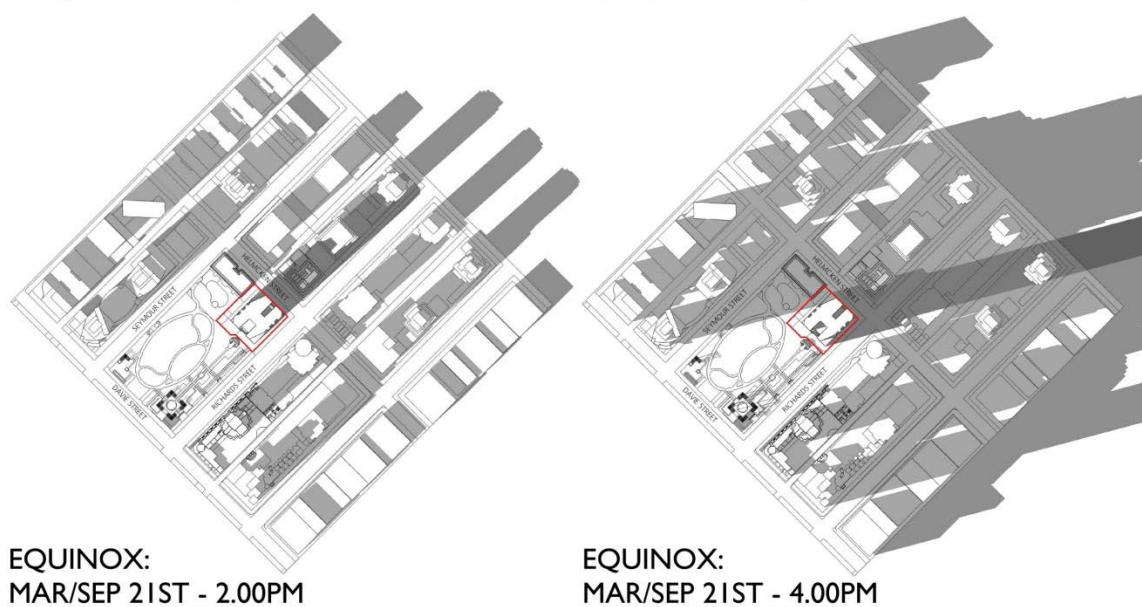 HELMCKEN STREET
SEYMOUR STREET
DAVIE STREET
RICHARDS STREET
HELMCKEN STREET
SEYMOUR STREET
DAVIE STREET
RICHARDS STREET
EQUINOX:
MAR/SEP 21ST - 2.00PM
EQUINOX:
MAR/SEP 21ST - 4.00PM